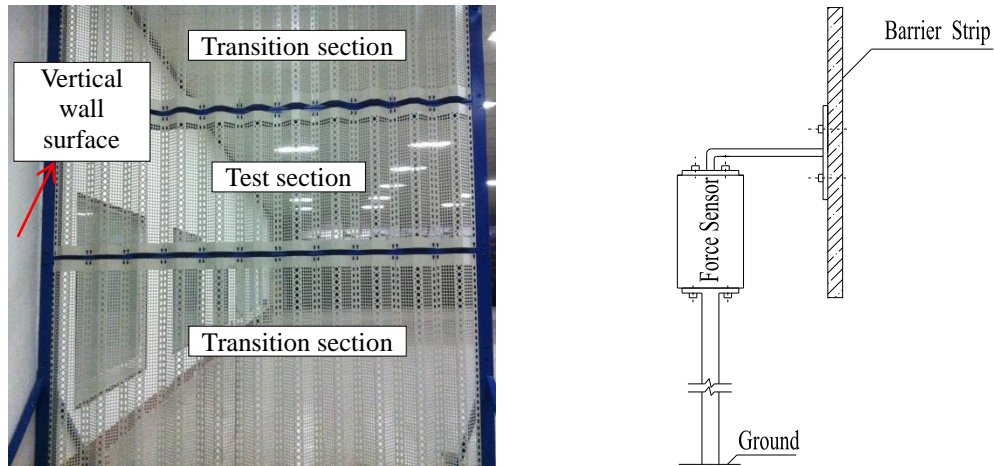 Transition section
Vertical
wall
surface
Test section
Transition section
Barrier Strip
Force Sensor
Ground